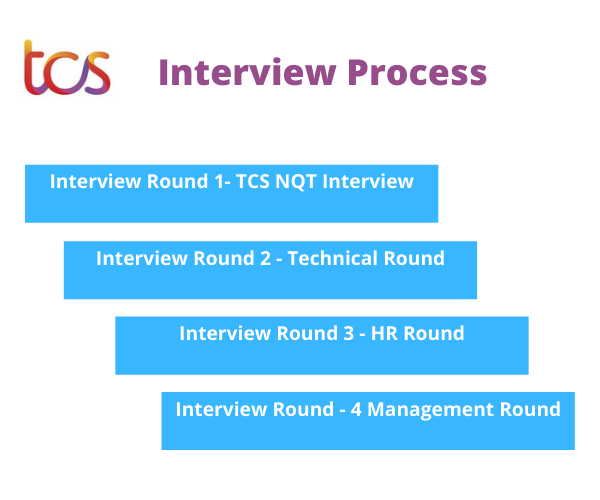 tcs
Interview Process
Interview Round 1- TCS NQT Interview
Interview Round 2 - Technical Round
Interview Round 3 - HR Round
Interview Round - 4 Management Round